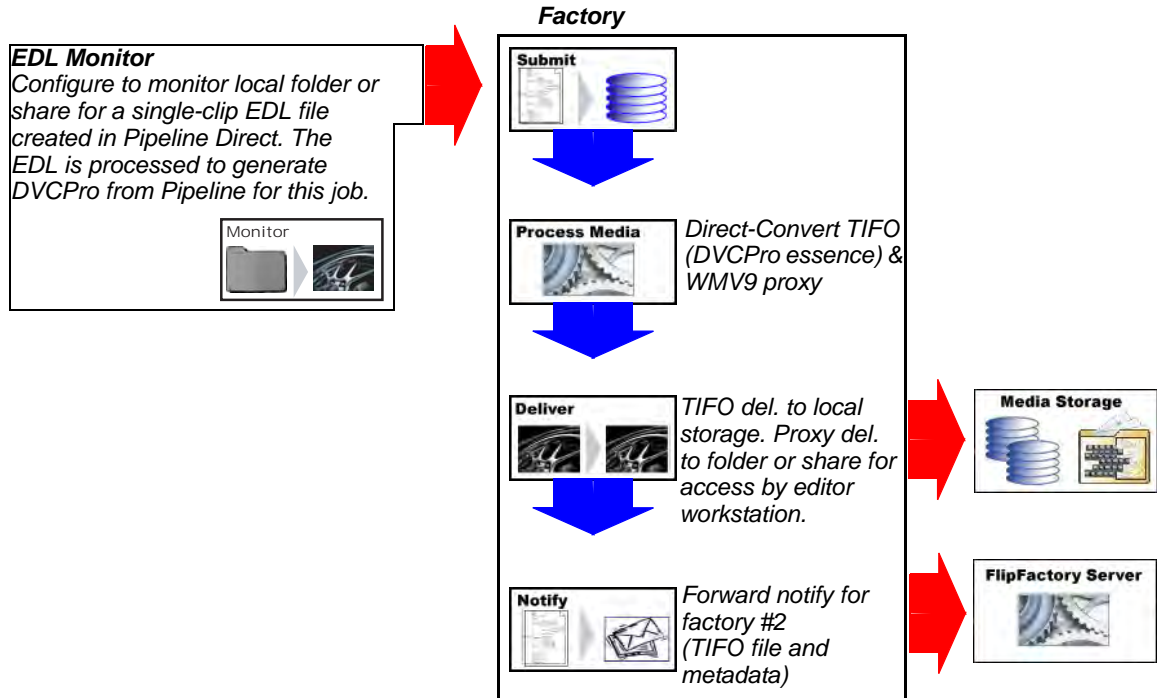 Factory
EDL Monitor
Configure to monitor local folder or
share for a single-clip EDL file
created in Pipeline Direct. The
EDL is processed to generate
DVCPro from Pipeline for this job.
Monitor
Submit
Process Media
Direct-Convert TIFO
(DVCPro essence) &
WMV9 proxy
Deliver
TIFO del. to local
storage. Proxy del.
to folder or share for
access by editor
workstation.
Media Storage
Notify
Forward notify for
factory #2
(TIFO file and
metadata)
FlipFactory Server